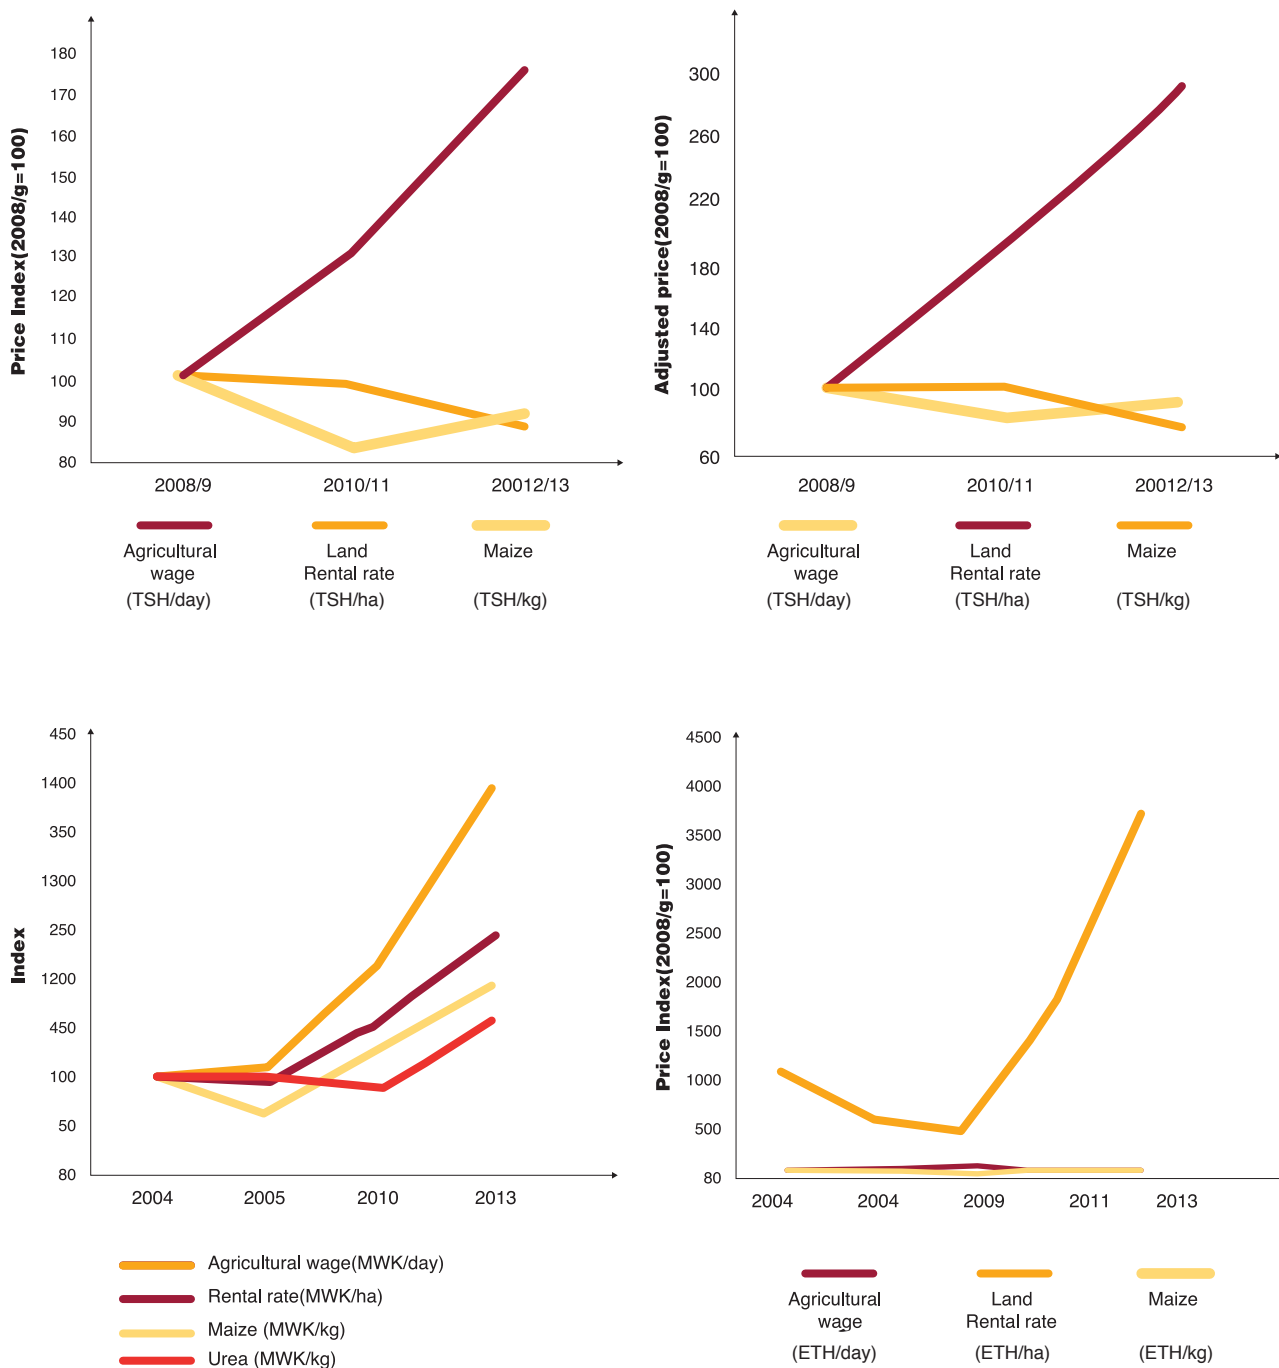 Price Index(2008/g=100)
180
170
160
150
140
130
120
110
100
90
80
2008/9
2010/11
20012/13
Agricultural
wage
(TSH/day)
Land
Rental rate
(TSH/ha)
Maize
(TSH/kg)
Adjusted price(2008/g=100)
300
260
220
180
140
100
60
2008/9
2010/11
20012/13
Agricultural
wage
(TSH/day)
Land
Rental rate
(TSH/ha)
Maize
(TSH/kg)
Index
450
1400
350
1300
250
1200
450
100
50
80
2004
2005
2010
2013
Agricultural wage(MWK/day)
Rental rate(MWK/ha)
Maize (MWK/kg)
Urea (MWK/kg)
Price Index(2008/g=100)
4500
4000
3500
3000
2500
2000
1500
1000
500
80
2004
2004
2009
2011
2013
Agricultural
wage
(ETH/day)
Land
Rental rate
(ETH/ha)
Maize
(ETH/kg)